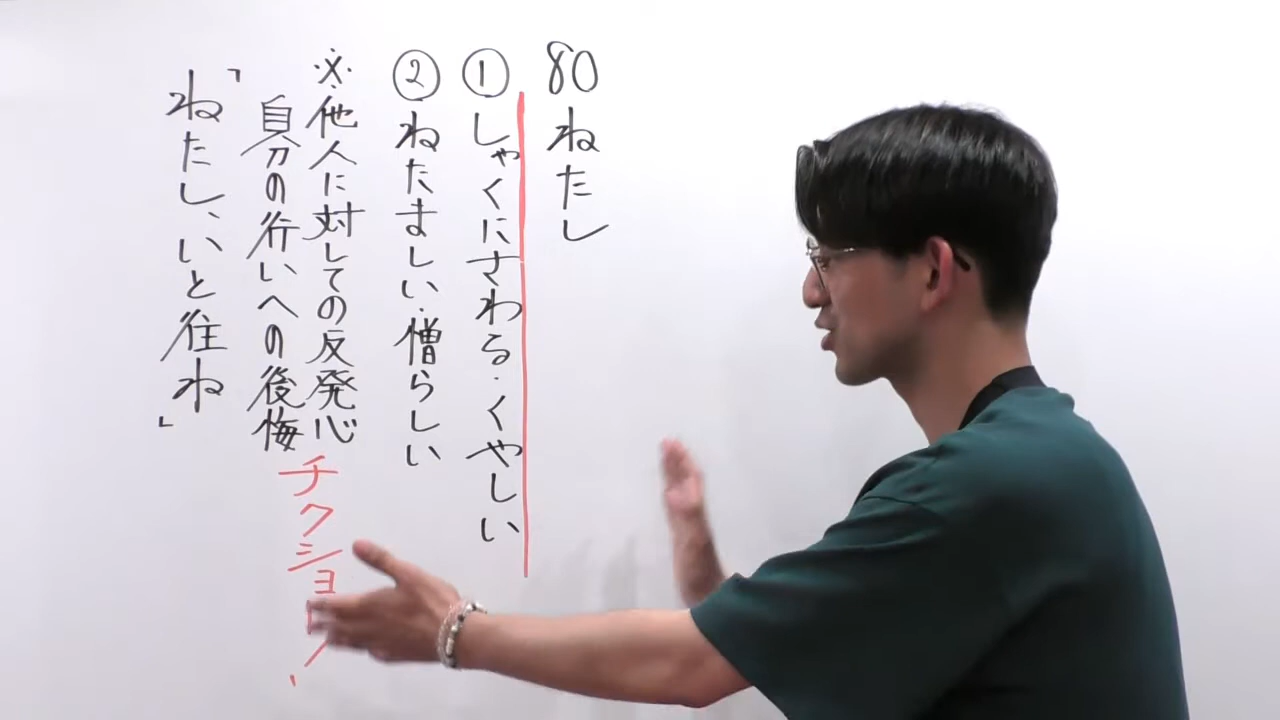 80 ねたし
① しゃくにさわる・くやしい
② ねたましい・憎らしい
※他人に対しての反発心
自分の行いへの後悔
チクショー！
「ねたし、いと往ね」